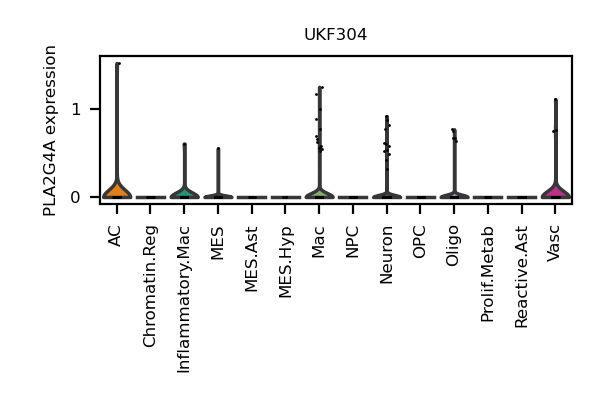 UKF304
PLA2G4A expression
1
0
AC
Chromatin.Reg
Inflammatory.Mac
MES
MES.Ast
MES.Hyp
Mac
NPC
Neuron
OPC
Oligo
Prolif.Metab
Reactive.Ast
Vasc